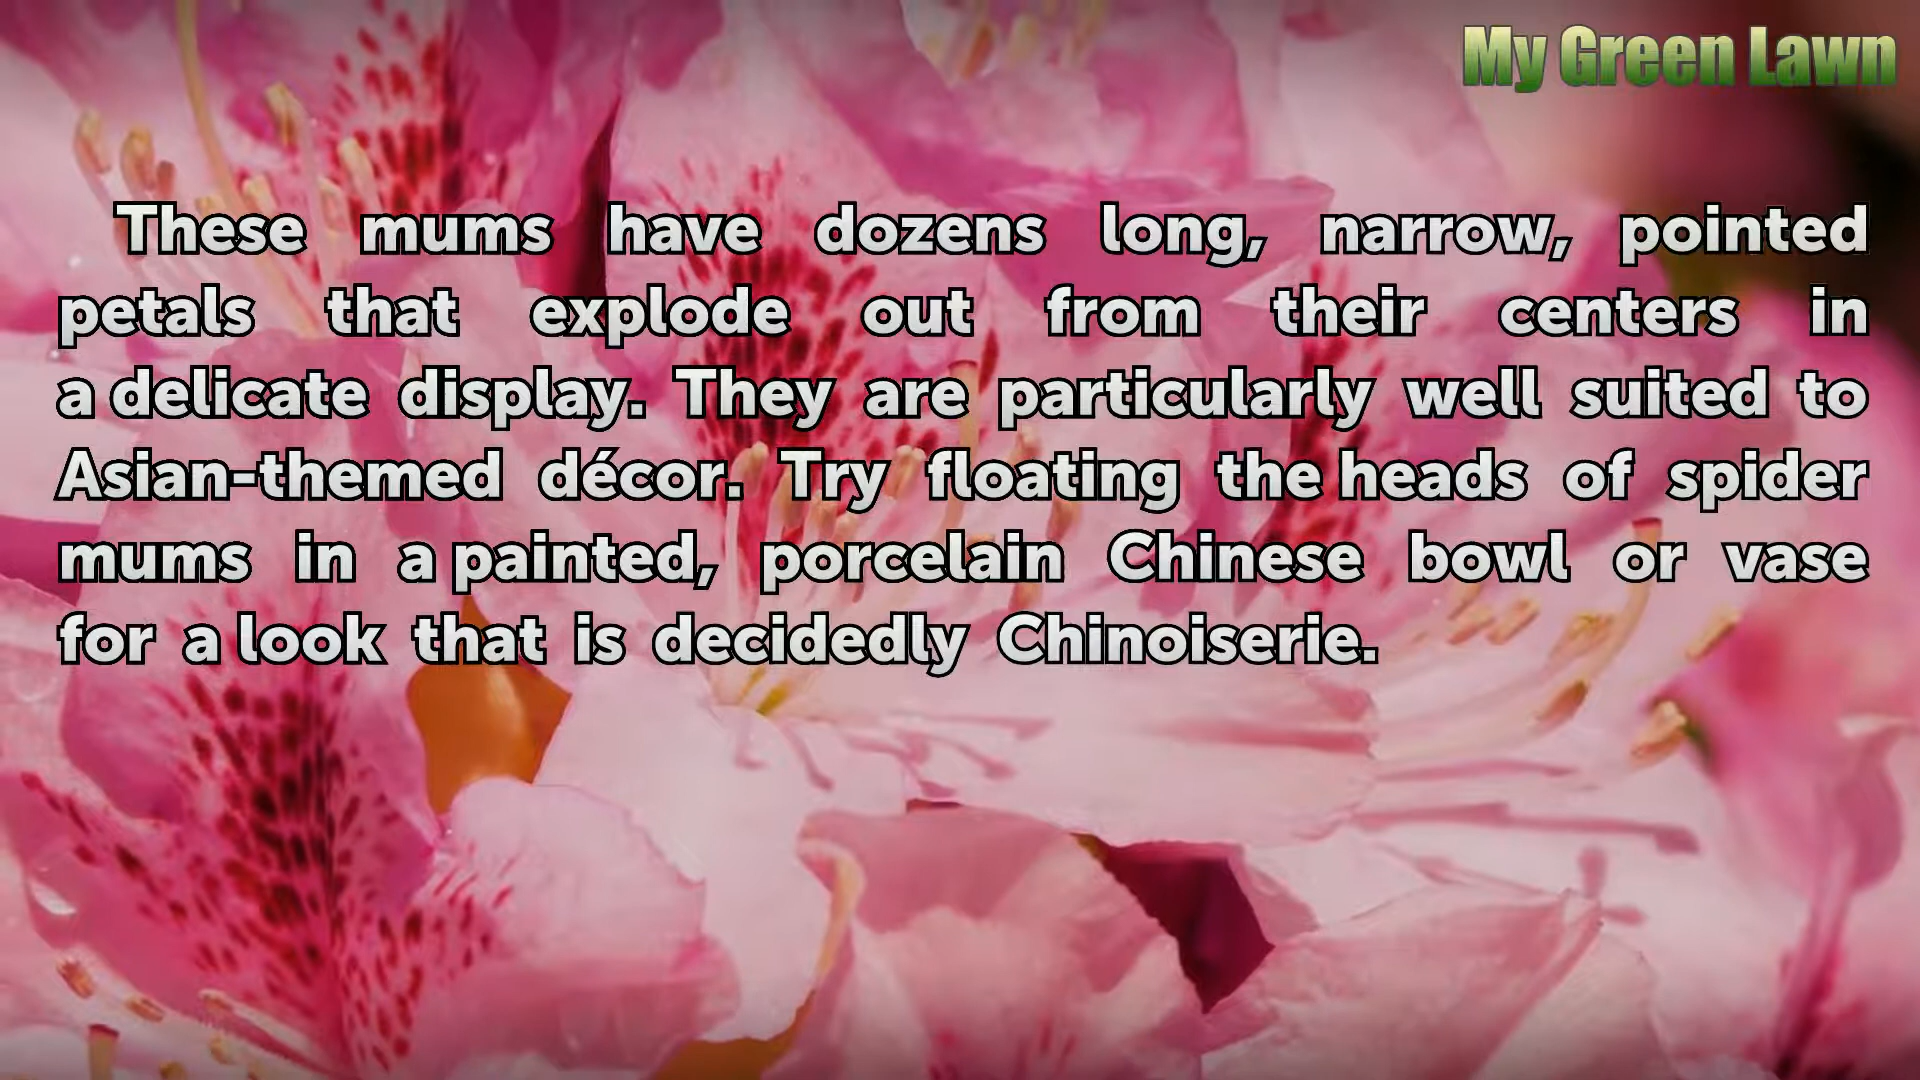 My Green Lawn
These mums have dozens long, narrow, pointed
petals that explode out from their centers in
a delicate display. They are particularly well suited to
Asian-themed décor. Try floating the heads of spider
mums in a painted, porcelain Chinese bowl or vase
for a look that is decidedly Chinoiserie.